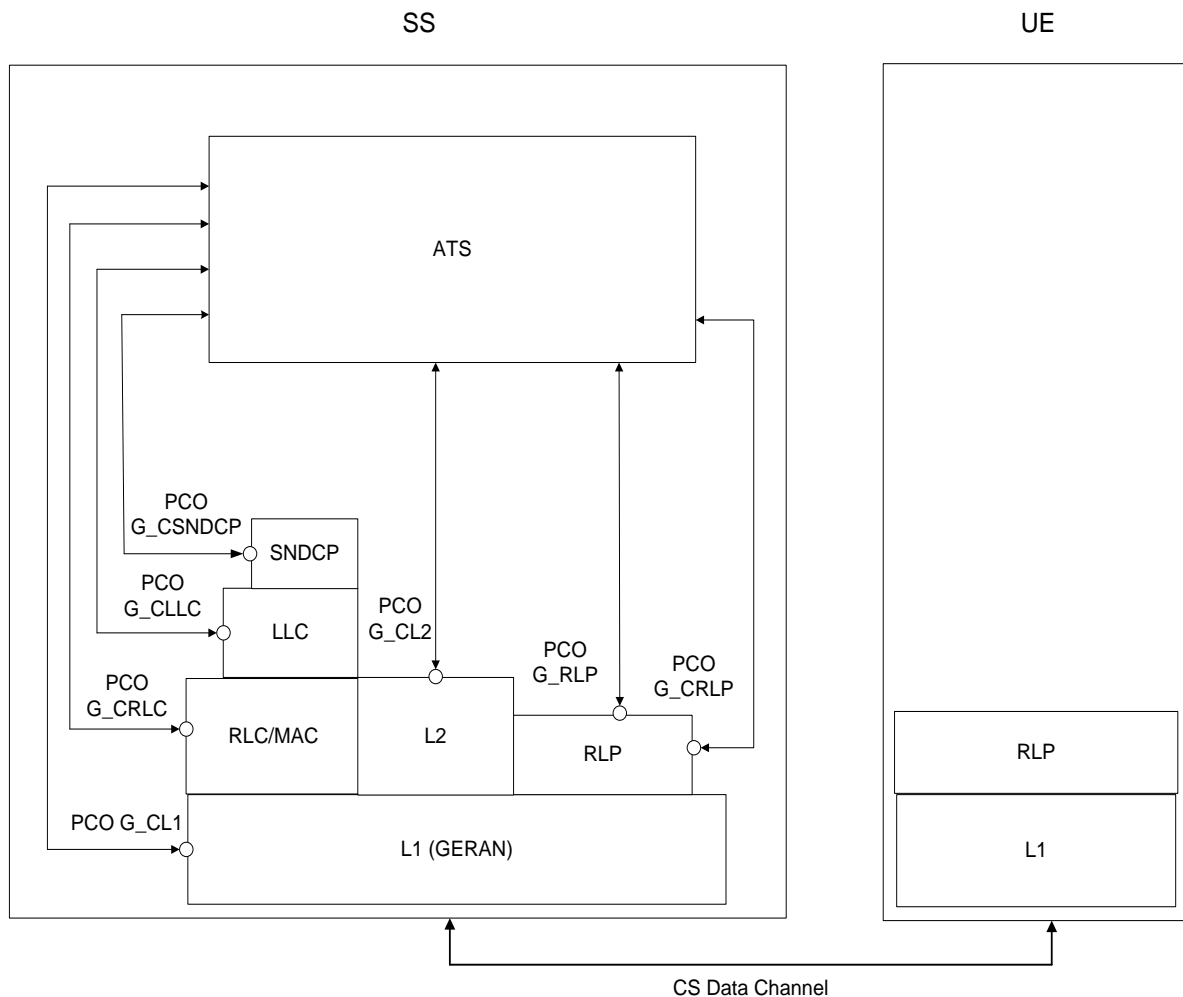 SS
UE
ATS
PCO
G_CSNDCP
SNDCP
PCO
G_CLLC
LLC
PCO
G_CL2
PCO
G_RLP
PCO
G_CRLP
PCO
G_CRLC
RLC/MAC
L2
RLP
RLP
PCO G_CL1
L1 (GERAN)
L1
CS Data Channel